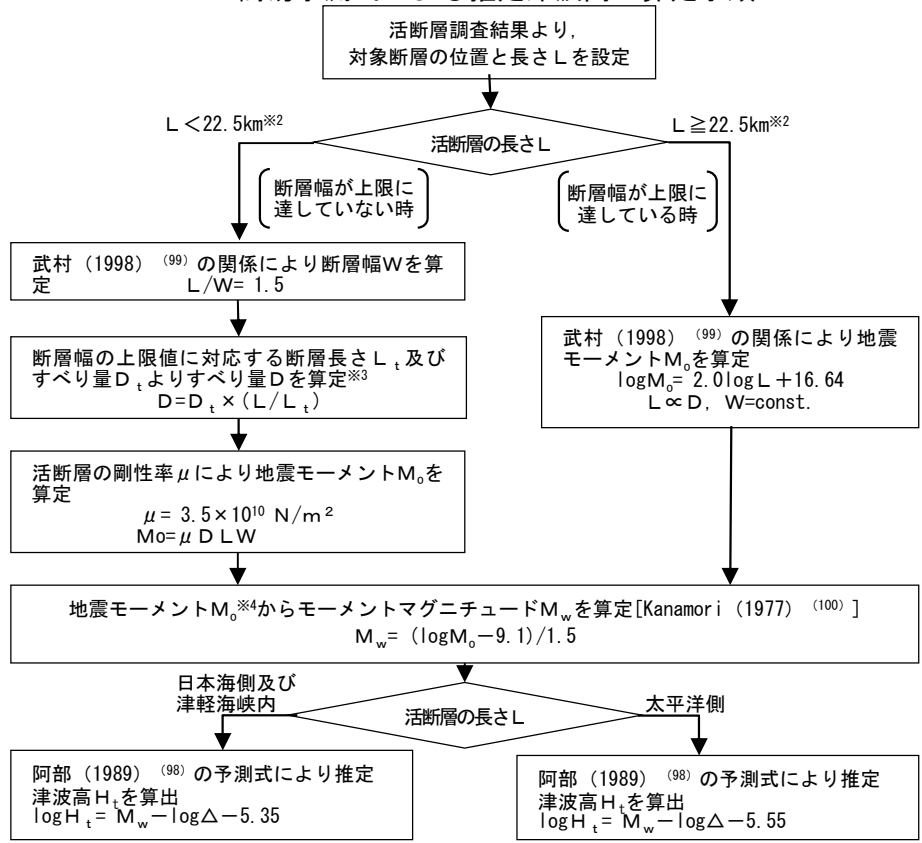 活断層調査結果より，
対象断層の位置と長さＬを設定
Ｌ＜22.5km※2
活断層の長さＬ
Ｌ≧22.5km※2
断層幅が上限に
達していない時
断層幅が上限に
達している時
武村（1998）(99) の関係により断層幅Ｗを算
定 Ｌ/Ｗ= 1.5
断層幅の上限値に対応する断層長さＬt及び
すべり量Ｄtよりすべり量Ｄを算定※3
Ｄ=Ｄt×(Ｌ/Ｌt)
活断層の剛性率μにより地震モーメントＭ0を
算定
μ= 3.5×10¹⁰ N/m²
Mo=μＤＬＷ
武村（1998）(99) の関係により地震
モーメントＭ0を算定
logＭ0= 2.0logＬ＋16.64
Ｌ∝Ｄ，Ｗ=const.
地震モーメントＭ0※4からモーメントマグニチュードＭwを算定[Kanamori (1977) (100)]
Ｍw= (logＭ0－9.1)/1.5
日本海側及び
津軽海峡内
活断層の長さＬ
太平洋側
阿部（1989）(98) の予測式により推定
津波高Ｈtを算出
logＨt= Ｍw－logΔ－5.35
阿部（1989）(98) の予測式により推定
津波高Ｈtを算出
logＨt= Ｍw－logΔ－5.55